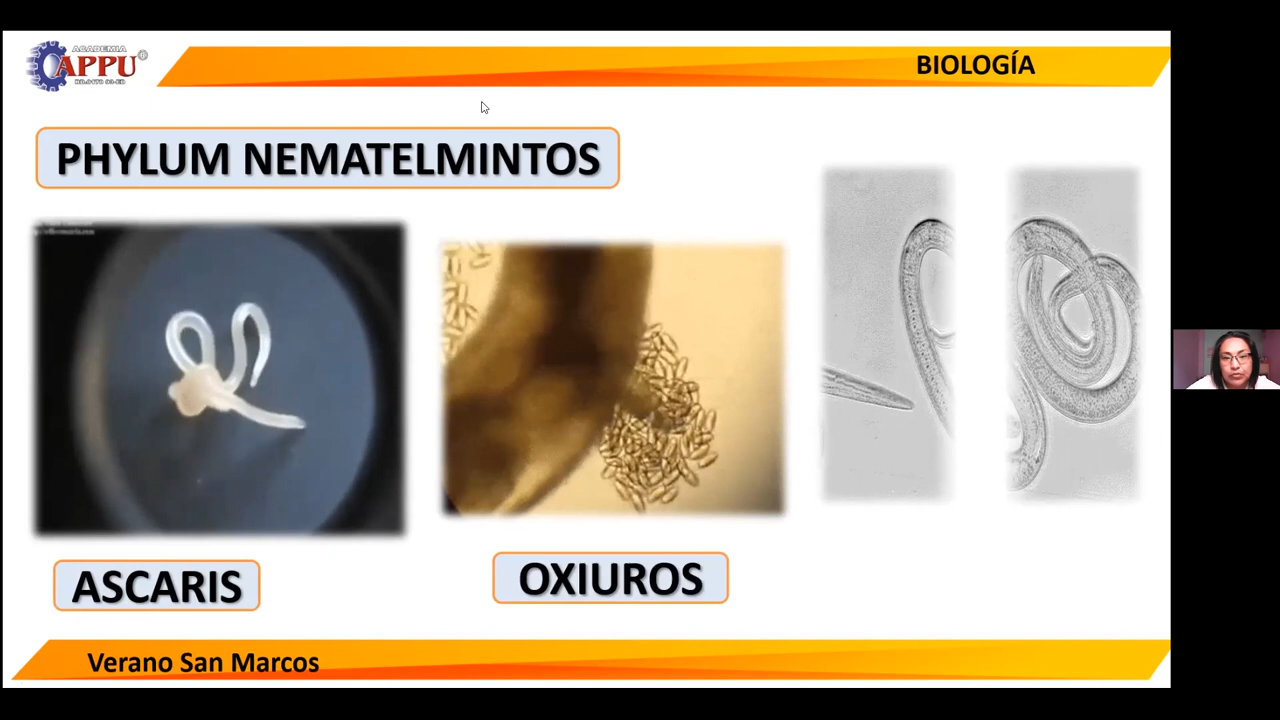 ACADEMIA
APPU
BIOLOGÍA
PHYLUM NEMATELMINTOS
ASCARIS
OXIUROS
Verano San Marcos